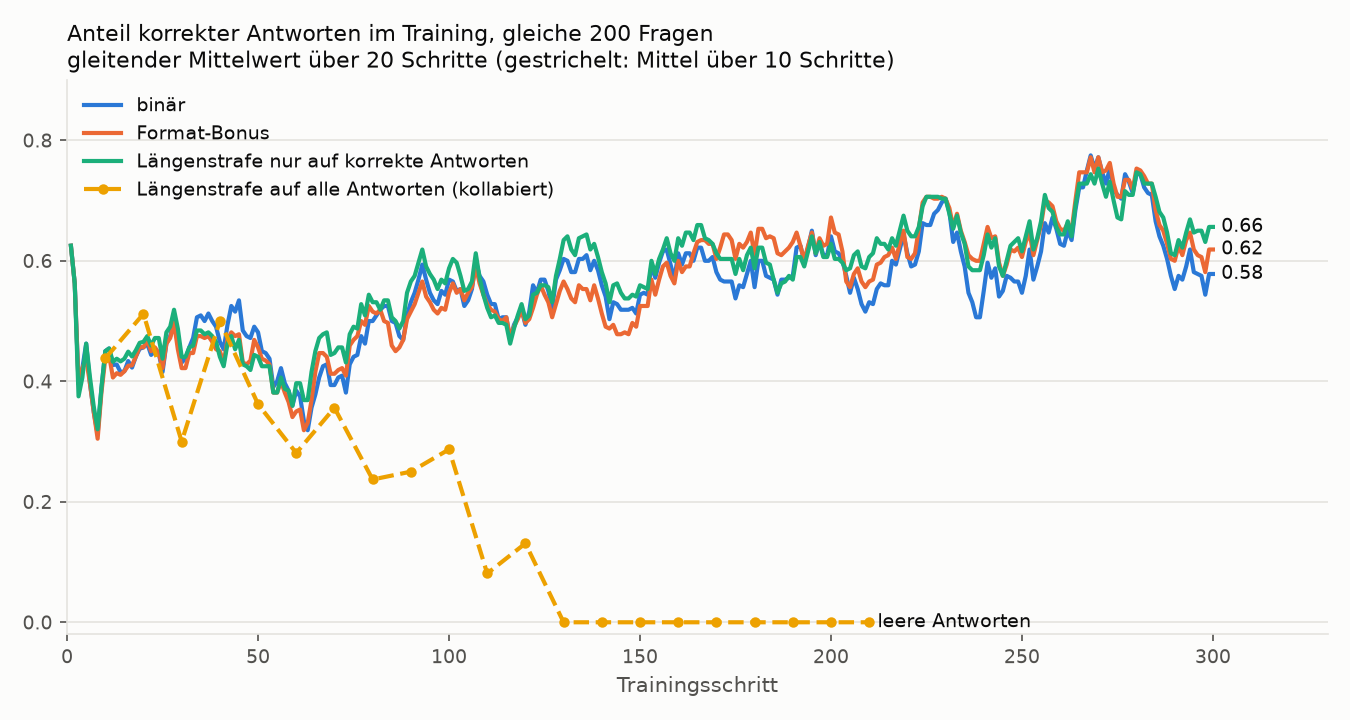 Anteil korrekter Antworten im Training, gleiche 200 Fragen
gleitender Mittelwert über 20 Schritte (gestrichelt: Mittel über 10 Schritte)
binär
Format-Bonus
Längenstrafe nur auf korrekte Antworten
Längenstrafe auf alle Antworten (kollabiert)
0.8
0.6
0.4
0.2
0.0
0.66
0.62
0.58
leere Antworten
0
50
100
150
200
250
300
Trainingsschritt